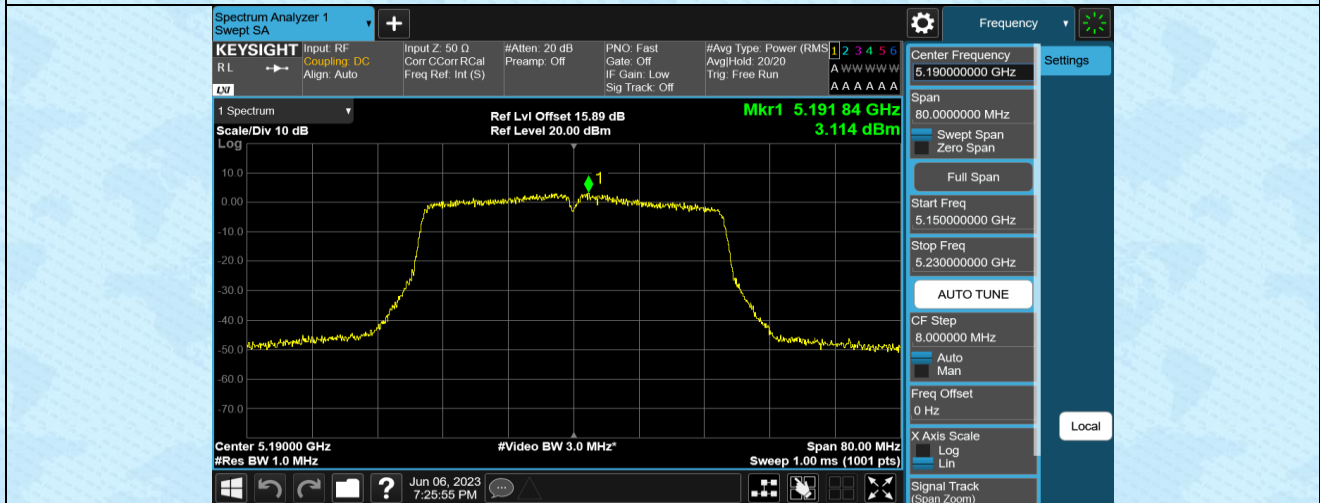 Spectrum Analyzer 1
Swept SA
+
Frequency
KEYSIGHT
RL
LXI
Input: RF
Coupling: DC
Align: Auto
Input Z: 50 Ω
Corr CCorr RCal
Freq Ref: Int (S)
#Atten: 20 dB
Preamp: Off
PNO: Fast
Gate: Off
IF Gain: Low
Sig Track: Off
#Avg Type: Power (RMS
Avg|Hold: 20/20
Trig: Free Run
1 2 3 4 5 6
A W W W W W
A A A A A A
1 Spectrum
Scale/Div 10 dB
Log
Ref Lvl Offset 15.89 dB
Ref Level 20.00 dBm
Mkr1 5.191 84 GHz
3.114 dBm
1
10.0
0.00
-10.0
-20.0
-30.0
-40.0
-50.0
-60.0
-70.0
Center 5.19000 GHz
#Res BW 1.0 MHz
#Video BW 3.0 MHz*
Span 80.00 MHz
Sweep 1.00 ms (1001 pts)
?
Jun 06, 2023
7:25:55 PM
Center Frequency
5.190000000 GHz
Span
80.0000000 MHz
Swept Span
Zero Span
Full Span
Start Freq
5.150000000 GHz
Stop Freq
5.230000000 GHz
AUTO TUNE
CF Step
8.000000 MHz
Auto
Man
Freq Offset
0 Hz
X Axis Scale
Log
Lin
Signal Track
(Span Zoom)
Settings
Local